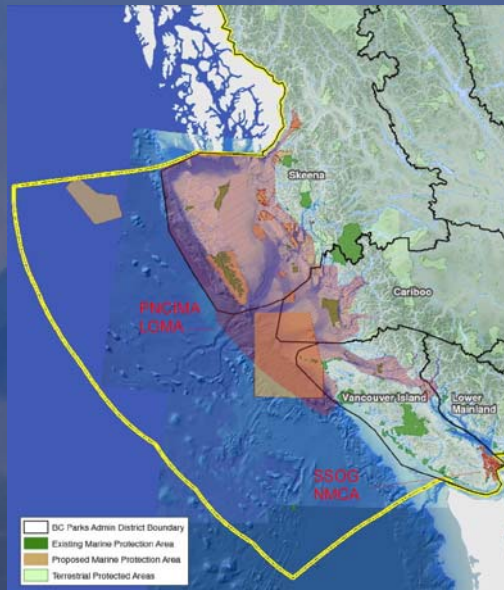 Skeena
Cariboo
PNCIMA
LOMA
Vancouver Island
Lower
Mainland
SSOG
NMCA
BC Parks Admin District Boundary
Existing Marine Protection Area
Proposed Marine Protection Area
Terrestrial Protected Areas